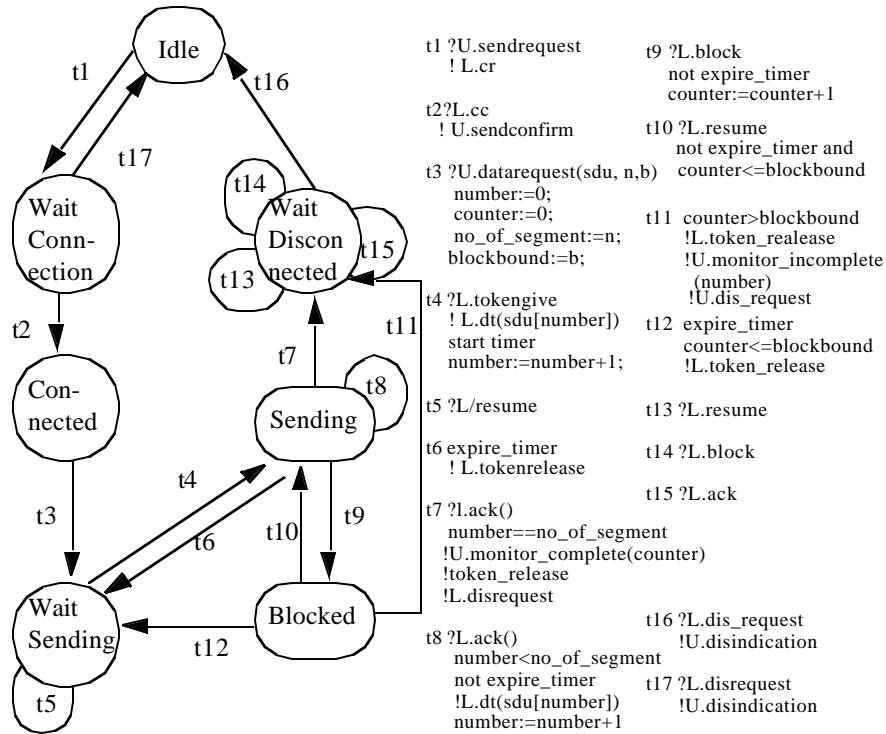 Idle
t1
t17
t16
Wait
Conn-
ection
t14
Wait
Discon
nected
t15
t13
t2
t7
t11
Con-
nected
Sending
t8
t3
t4
t6
t10
t9
Wait
Sending
t5
t12
Blocked
t1 ?U.sendrequest
! L.cr
t2?L.cc
! U.sendconfirm
t3 ?U.datarequest(sdu, n,b)
number:=0;
counter:=0;
no_of_segment:=n;
blockbound:=b;
t4 ?L.tokengive
! L.dt(sdu[number])
start timer
number:=number+1;
t5 ?L/resume
t6 expire_timer
! L.tokenrelease
t7 ?l.ack()
number==no_of_segment
!U.monitor_complete(counter)
!token_release
!L.disrequest
t8 ?L.ack()
number<no_of_segment
not expire_timer
!L.dt(sdu[number])
number:=number+1
t9 ?L.block
not expire_timer
counter:=counter+1
t10 ?L.resume
not expire_timer and
counter<=blockbound
t11 counter>blockbound
!L.token_realease
!U.monitor_incomplete
(number)
!U.dis_request
t12 expire_timer
counter<=blockbound
!L.token_release
t13 ?L.resume
t14 ?L.block
t15 ?L.ack
t16 ?L.dis_request
!U.disindication
t17 ?L.disrequest
!U.disindication